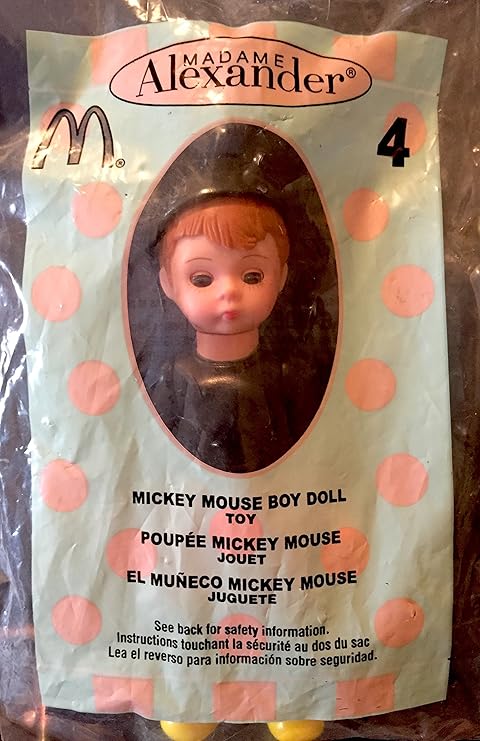 MADAME
Alexander®
M®
4
MICKEY MOUSE BOY DOLL
TOY
POUPÉE MICKEY MOUSE
JOUET
EL MUÑECO MICKEY MOUSE
JUGUETE
See back for safety information.
Instructions touchant la sécurité au dos du sac
Lea el reverso para información sobre seguridad.